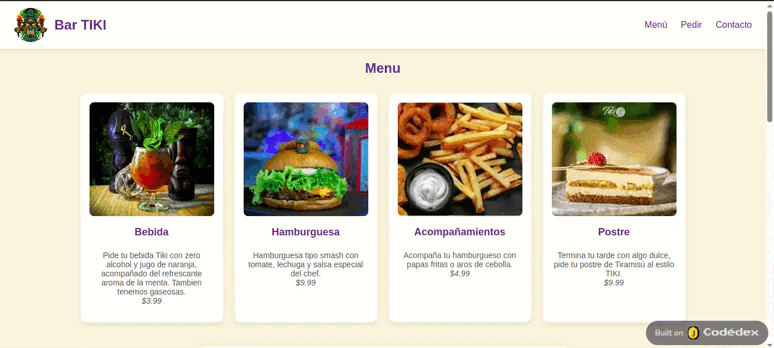 Bar TIKI
Menú Pedir Contacto
Menu
Bebida
Pide tu bebida Tiki con zero
alcohol y jugo de naranja,
acompañado del refrescante
aroma de la menta. Tambien
tenemos gaseosas.
$3.99
Hamburguesa
Hamburguesa tipo smash con
tomate, lechuga y salsa especial
del chef.
$9.99
Acompañamientos
Acompaña tu hamburgueso con
papas fritas o aros de cebolla.
$4.99
Tiki
Postre
Termina tu tarde con algo dulce,
pide tu postre de Tiramisú al estilo
TIKI.
$9.99
Built on Codédex